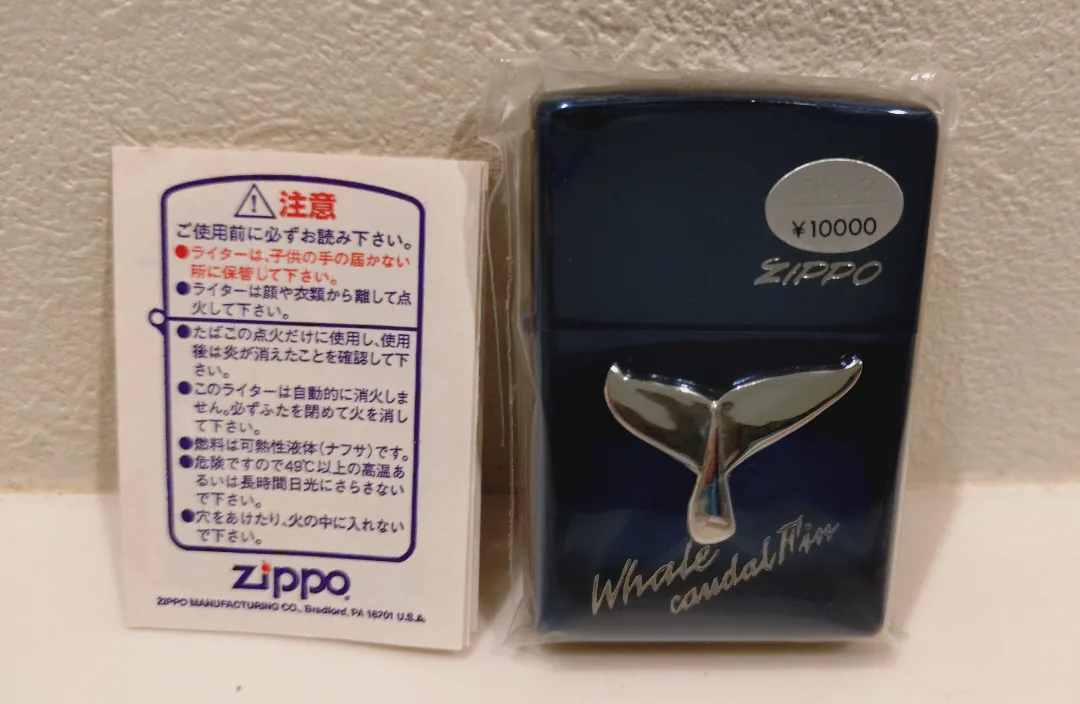 注意
ご使用前に必ずお読み下さい。
●ライターは、子供の手の届かない
所に保管して下さい。
●ライターは顔や衣類から離して点
火して下さい。
●たばこの点火だけに使用し、使用
後は炎が消えたことを確認して下
さい。
●このライターは自動的に消火しま
せん。必ずふたを閉めて火を消し
て下さい。
●燃料は可熱性液体(ナフサ)です。
●危険ですので49℃以上の高温あ
るいは長時間日光にさらさない
で下さい。
●穴をあけたり、火の中に入れない
で下さい。
zippo
ZIPPO MANUFACTURING CO., Bradford, PA 16701 U.S.A.
¥10000
ZIPPO
Whale
caudal Fin